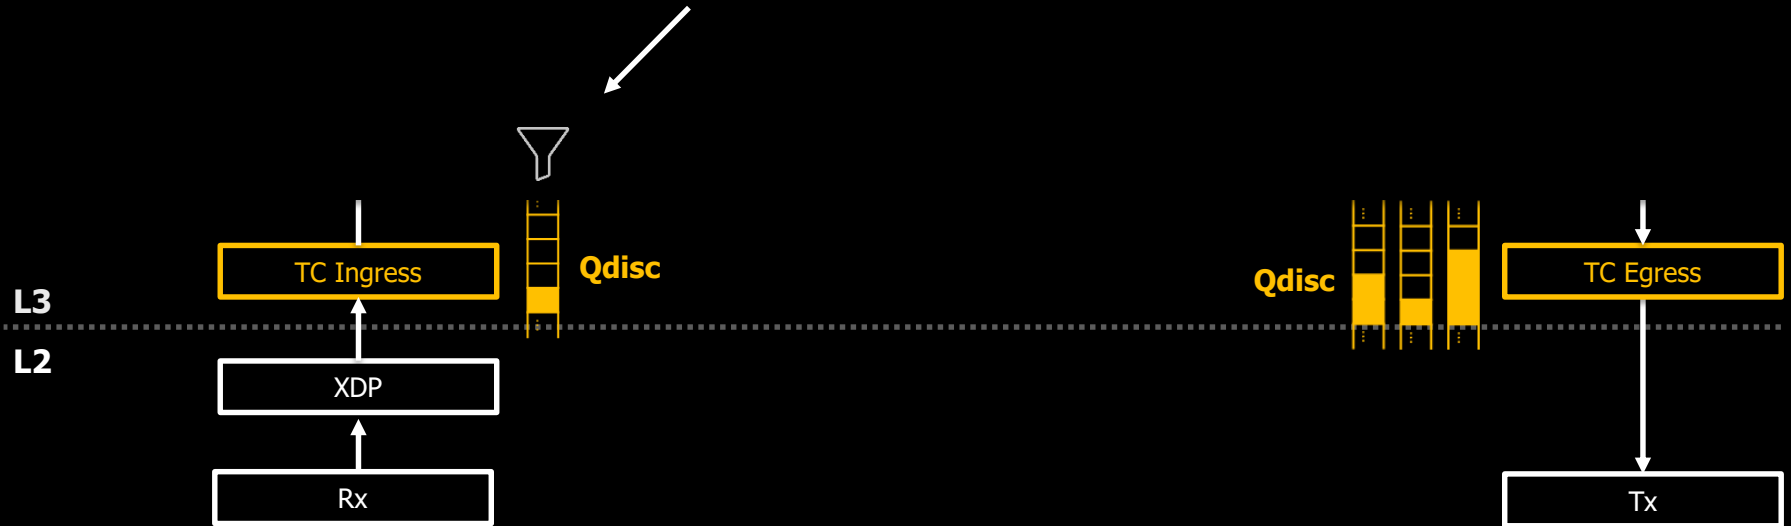 TC Ingress
Qdisc
Qdisc
TC Egress
L3
L2
XDP
Rx
Tx